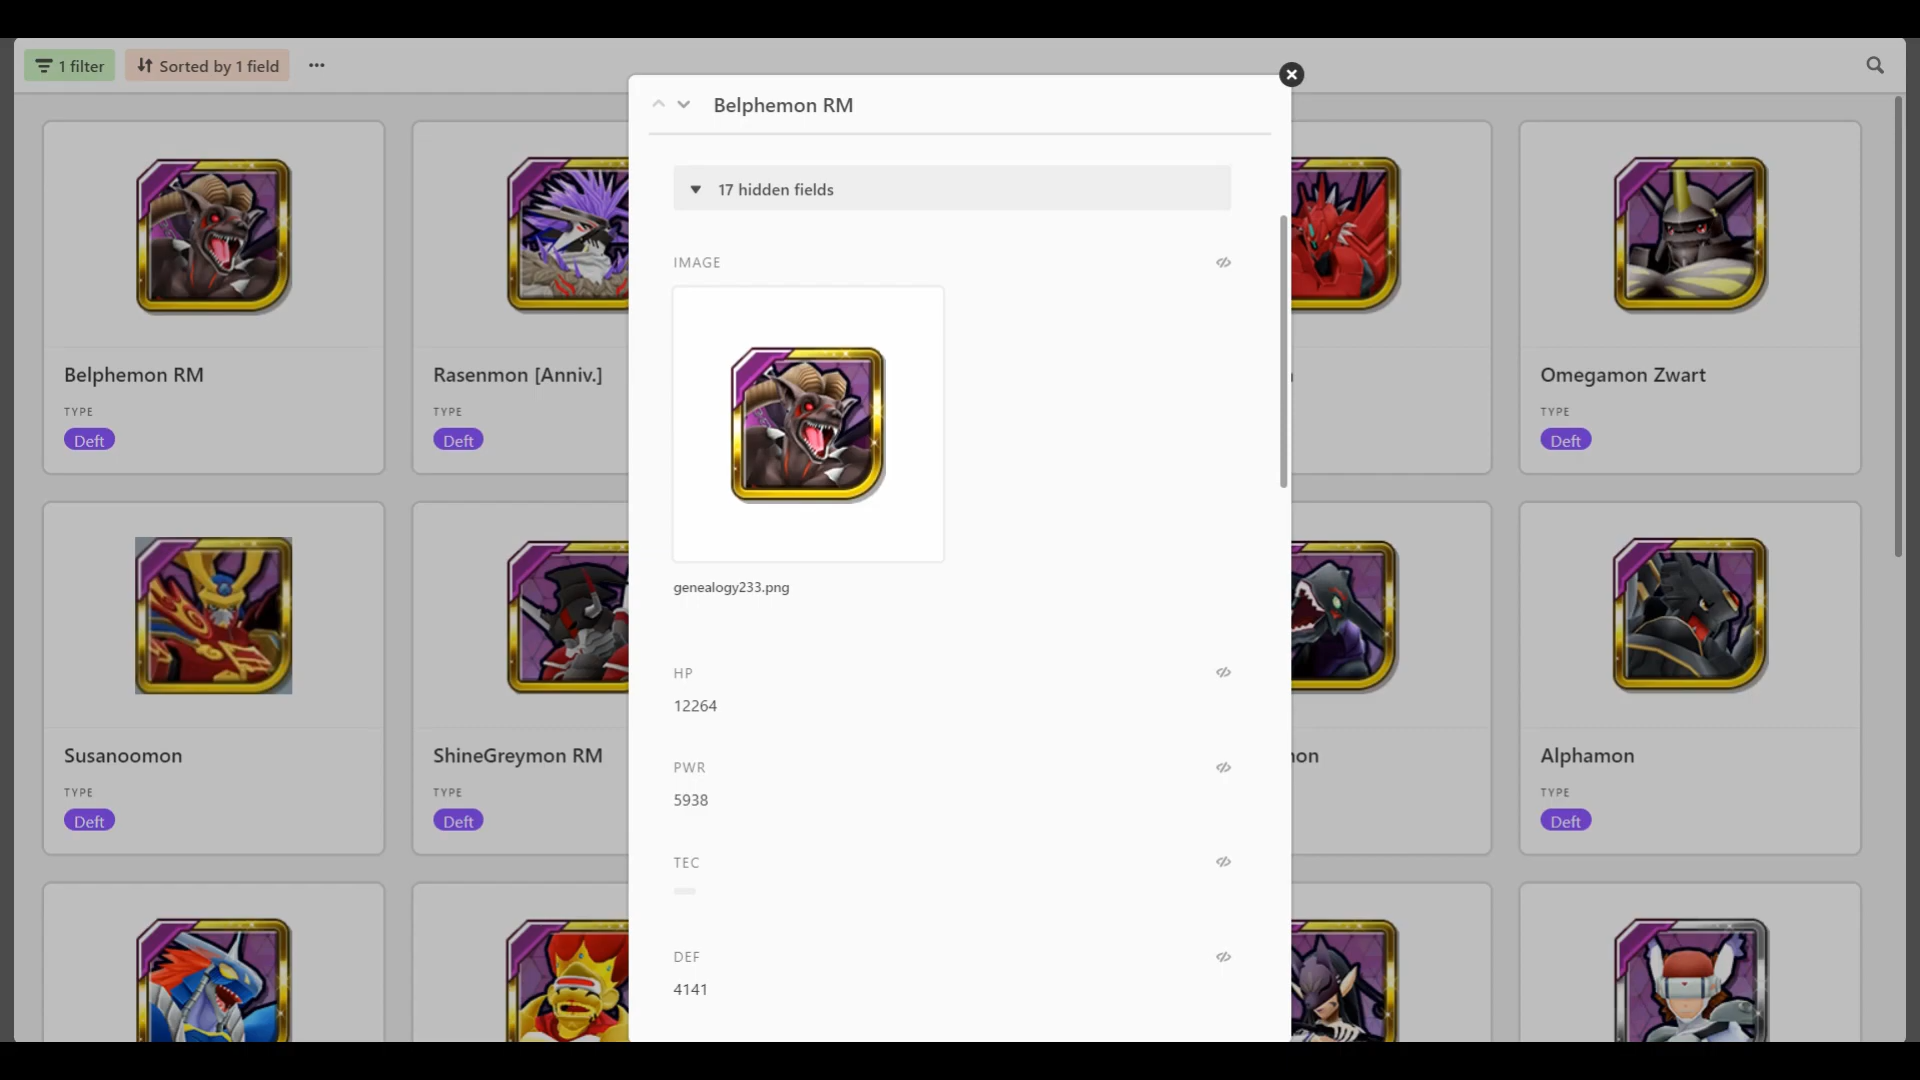 1 filter
Sorted by 1 field
Belphemon RM
17 hidden fields
IMAGE
genealogy233.png
HP
12264
PWR
5938
TEC
DEF
4141
Belphemon RM
TYPE
Deft
Rasenmon [Anniv.]
TYPE
Deft
Omegamon Zwart
TYPE
Deft
Susanoomon
TYPE
Deft
ShineGreymon RM
TYPE
Deft
Alphamon
TYPE
Deft